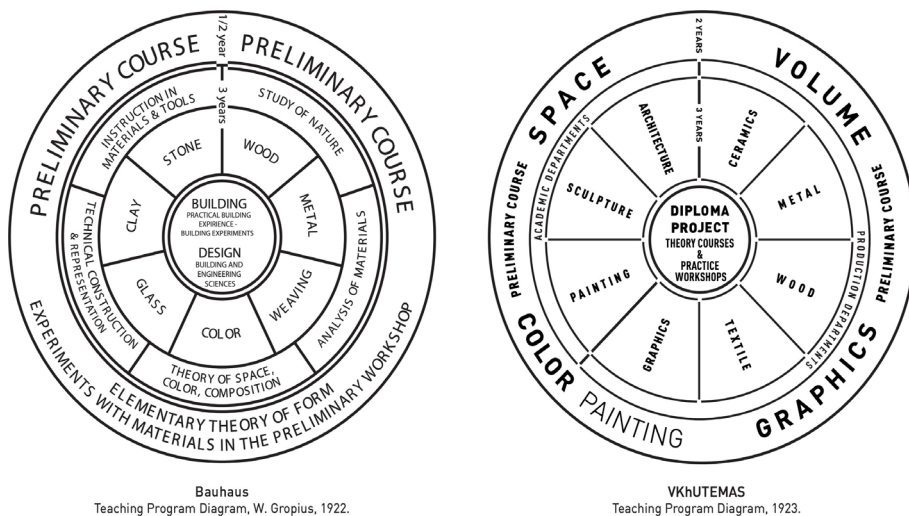 PRELIMINARY COURSE
1/2 year
PRELIMINARY COURSE
EXPERIMENTS WITH MATERIALS IN THE PRELIMINARY WORKSHOP
ELEMENTARY THEORY OF FORM
3 years
INSTRUCTION IN
MATERIALS & TOOLS
STUDY OF NATURE
ANALYSIS OF MATERIALS
THEORY OF SPACE,
COLOR, COMPOSITION
TECHNICAL CONSTRUCTION
& REPRESENTATION
STONE
WOOD
METAL
WEAVING
COLOR
GLASS
CLAY
BUILDING
PRACTICAL BUILDING
EXPIRIENCE -
BUILDING EXPERIMENTS
DESIGN
BUILDING AND
ENGINEERING
SCIENCES
Bauhaus
Teaching Program Diagram, W. Gropius, 1922.
SPACE
2 YEARS
VOLUME
PRELIMINARY COURSE
PRELIMINARY COURSE
COLOR PAINTING
GRAPHICS
ACADEMIC DEPARTMENTS
PRODUCTION DEPARTMENTS
3 YEARS
ARCHITECTURE
CERAMICS
METAL
WOOD
TEXTILE
GRAPHICS
PAINTING
SCULPTURE
DIPLOMA
PROJECT
THEORY COURSES
&
PRACTICE
WORKSHOPS
VKhUTEMAS
Teaching Program Diagram, 1923.